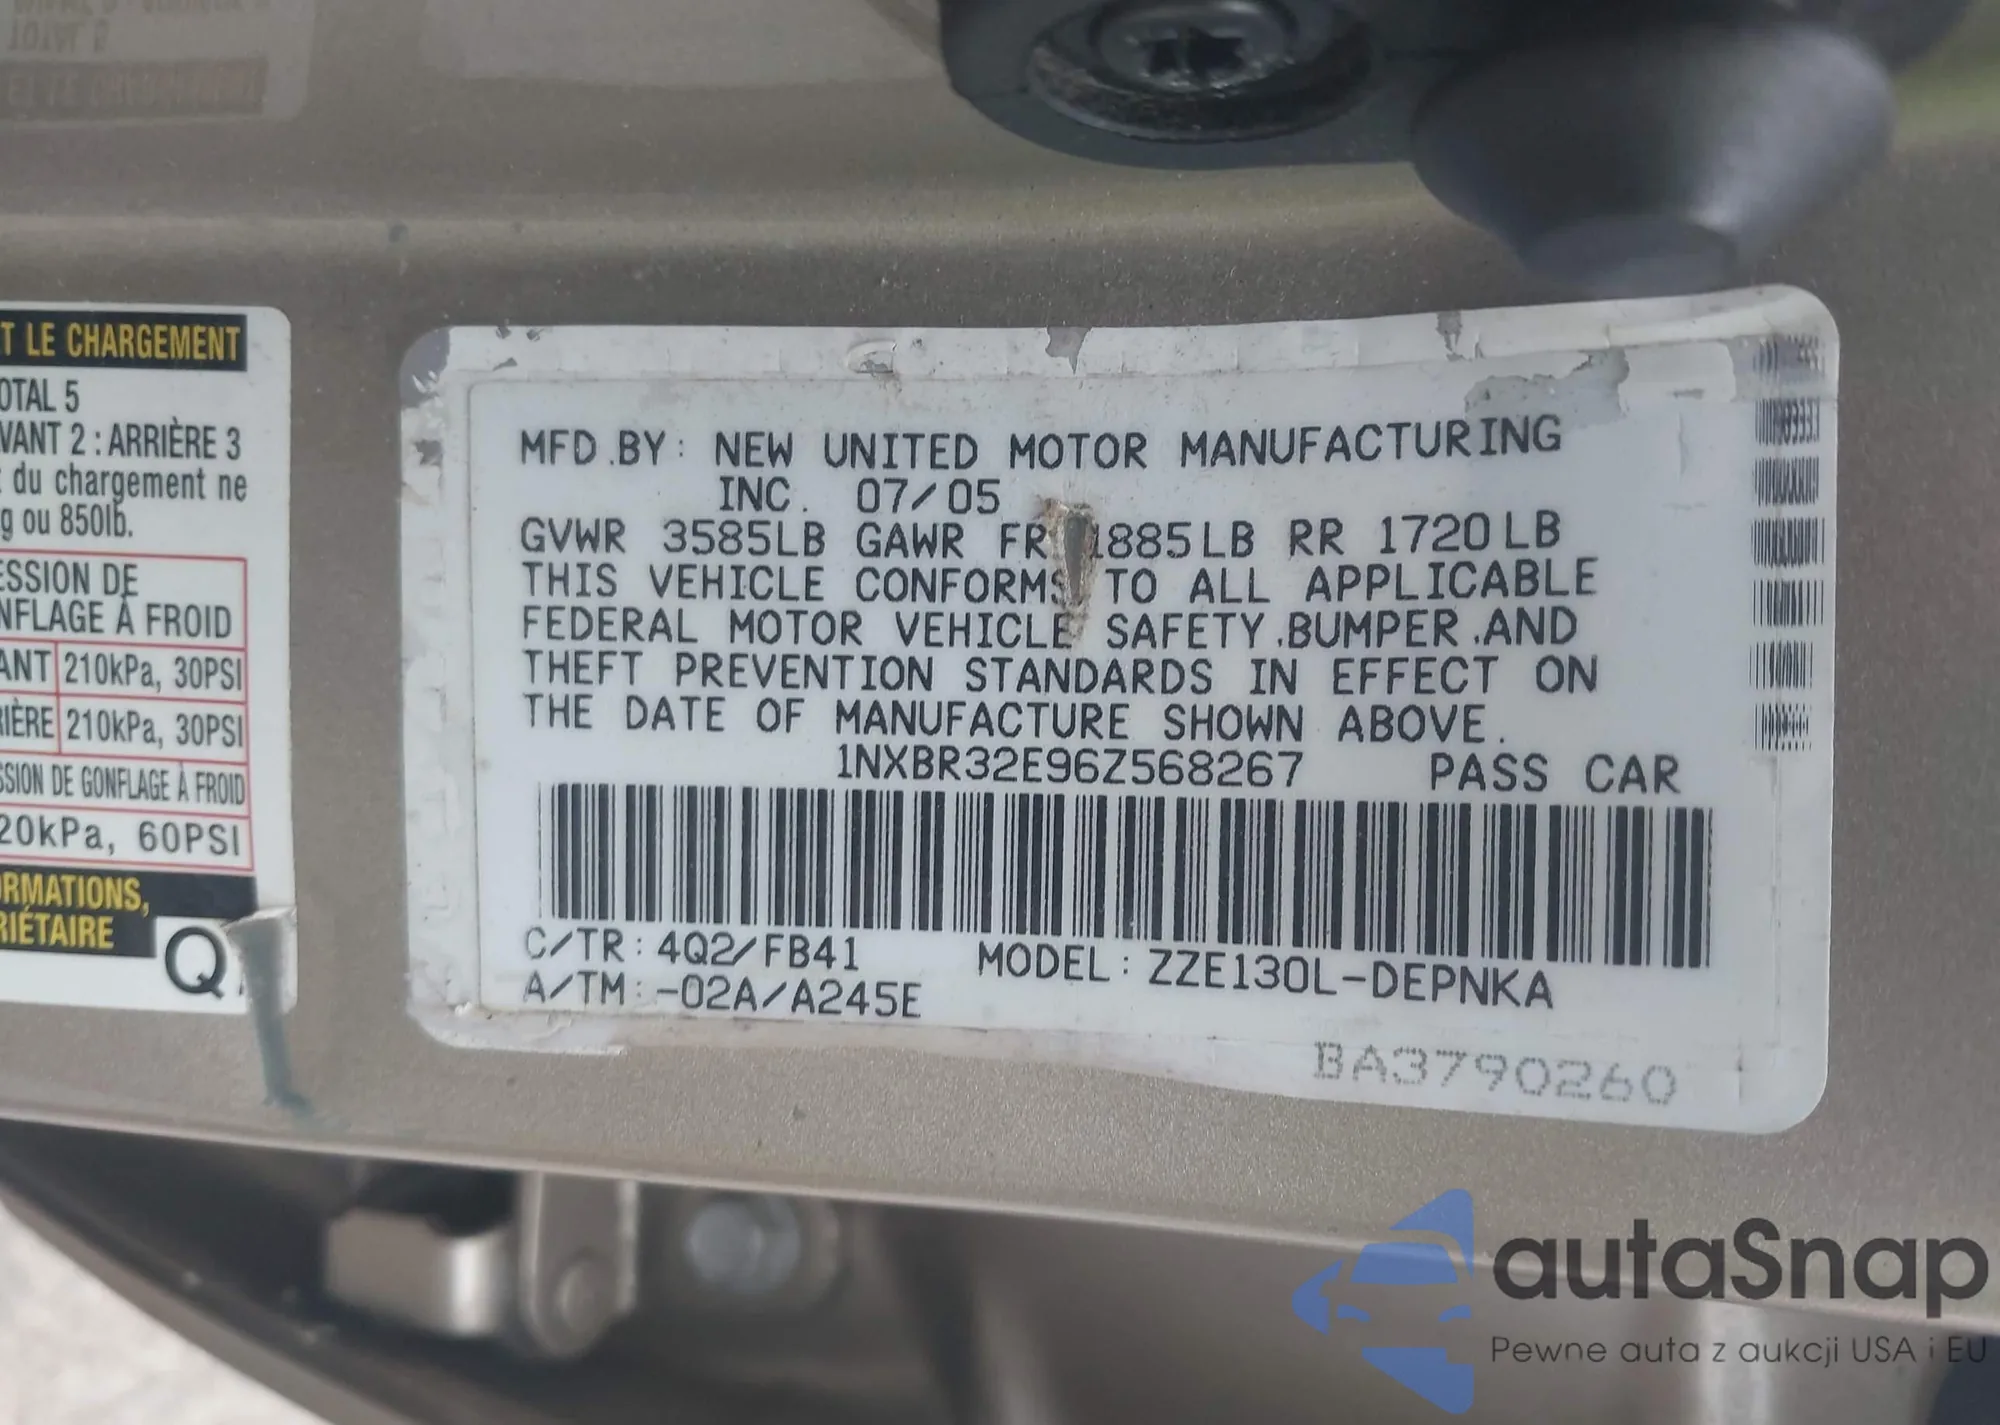 T LE CHARGEMENT
OTAL 5
VANT 2 : ARRIÈRE 3
du chargement ne
g ou 850lb.
ESSION DE
NFLAGE À FROID
ANT 210kPa, 30PSI
IÈRE 210kPa, 30PSI
SSION DE GONFLAGE À FROID
20kPa, 60PSI
ORMATIONS,
RIÉTAIRE
Q
MFD.BY: NEW UNITED MOTOR MANUFACTURING
INC. 07/05
GVWR 3585LB GAWR FR 1885LB RR 1720LB
THIS VEHICLE CONFORMS TO ALL APPLICABLE
FEDERAL MOTOR VEHICLE SAFETY.BUMPER.AND
THEFT PREVENTION STANDARDS IN EFFECT ON
THE DATE OF MANUFACTURE SHOWN ABOVE.
1NXBR32E96Z568267 PASS CAR
C/TR: 4Q2/FB41 MODEL: ZZE130L-DEPNKA
A/TM: -02A/A245E
BA3790260
autaSnap
Pewne auta z aukcji USA i EU